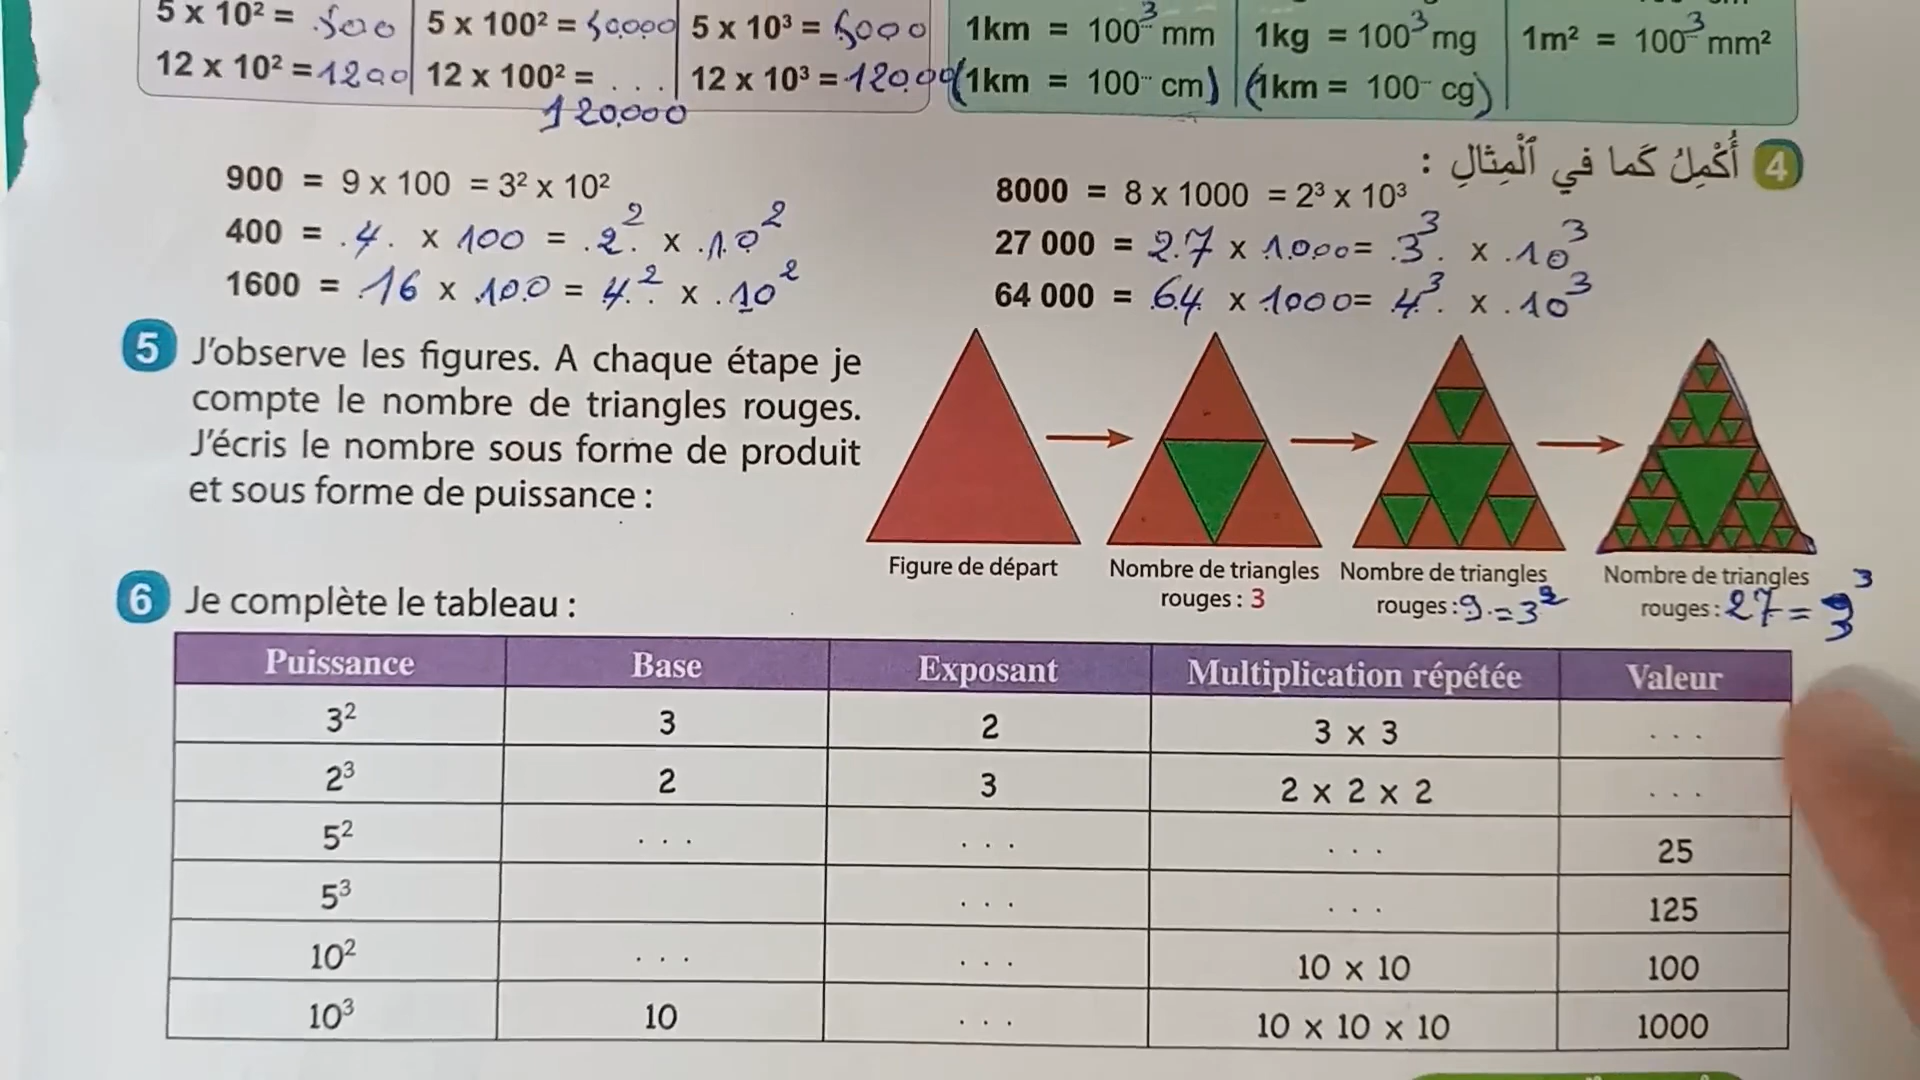 5 x 10² = 500
5 x 100² = 50000
5 x 10³ = 5000
12 x 10² = 1200
12 x 100² = . . .
120000
12 x 10³ = 12000
1km = 100³ mm
1kg = 100³ mg
1m² = 100³ mm²
(1km = 100 cm)
(1km = 100 cg)
4 أُكْمِلُ كَما في ٱلْمِثالِ :
900 = 9 x 100 = 3² x 10²
400 = 4 x 100 = 2² x 10²
1600 = 16 x 100 = 4² x 10²
8000 = 8 x 1000 = 2³ x 10³
27 000 = 27 x 1000 = 3³ x 10³
64 000 = 64 x 1000 = 4³ x 10³
5 J'observe les figures. A chaque étape je
compte le nombre de triangles rouges.
J'écris le nombre sous forme de produit
et sous forme de puissance :
Figure de départ
Nombre de triangles
rouges : 3
Nombre de triangles
rouges : 9 = 3²
Nombre de triangles
rouges : 27 = 3³
6 Je complète le tableau :
Puissance Base Exposant Multiplication répétée Valeur
3² 3 2 3 x 3 . . .
2³ 2 3 2 x 2 x 2 . . .
5² . . . . . . . . . 25
5³ . . . . . . 125
10² . . . . . . 10 x 10 100
10³ 10 . . . 10 x 10 x 10 1000